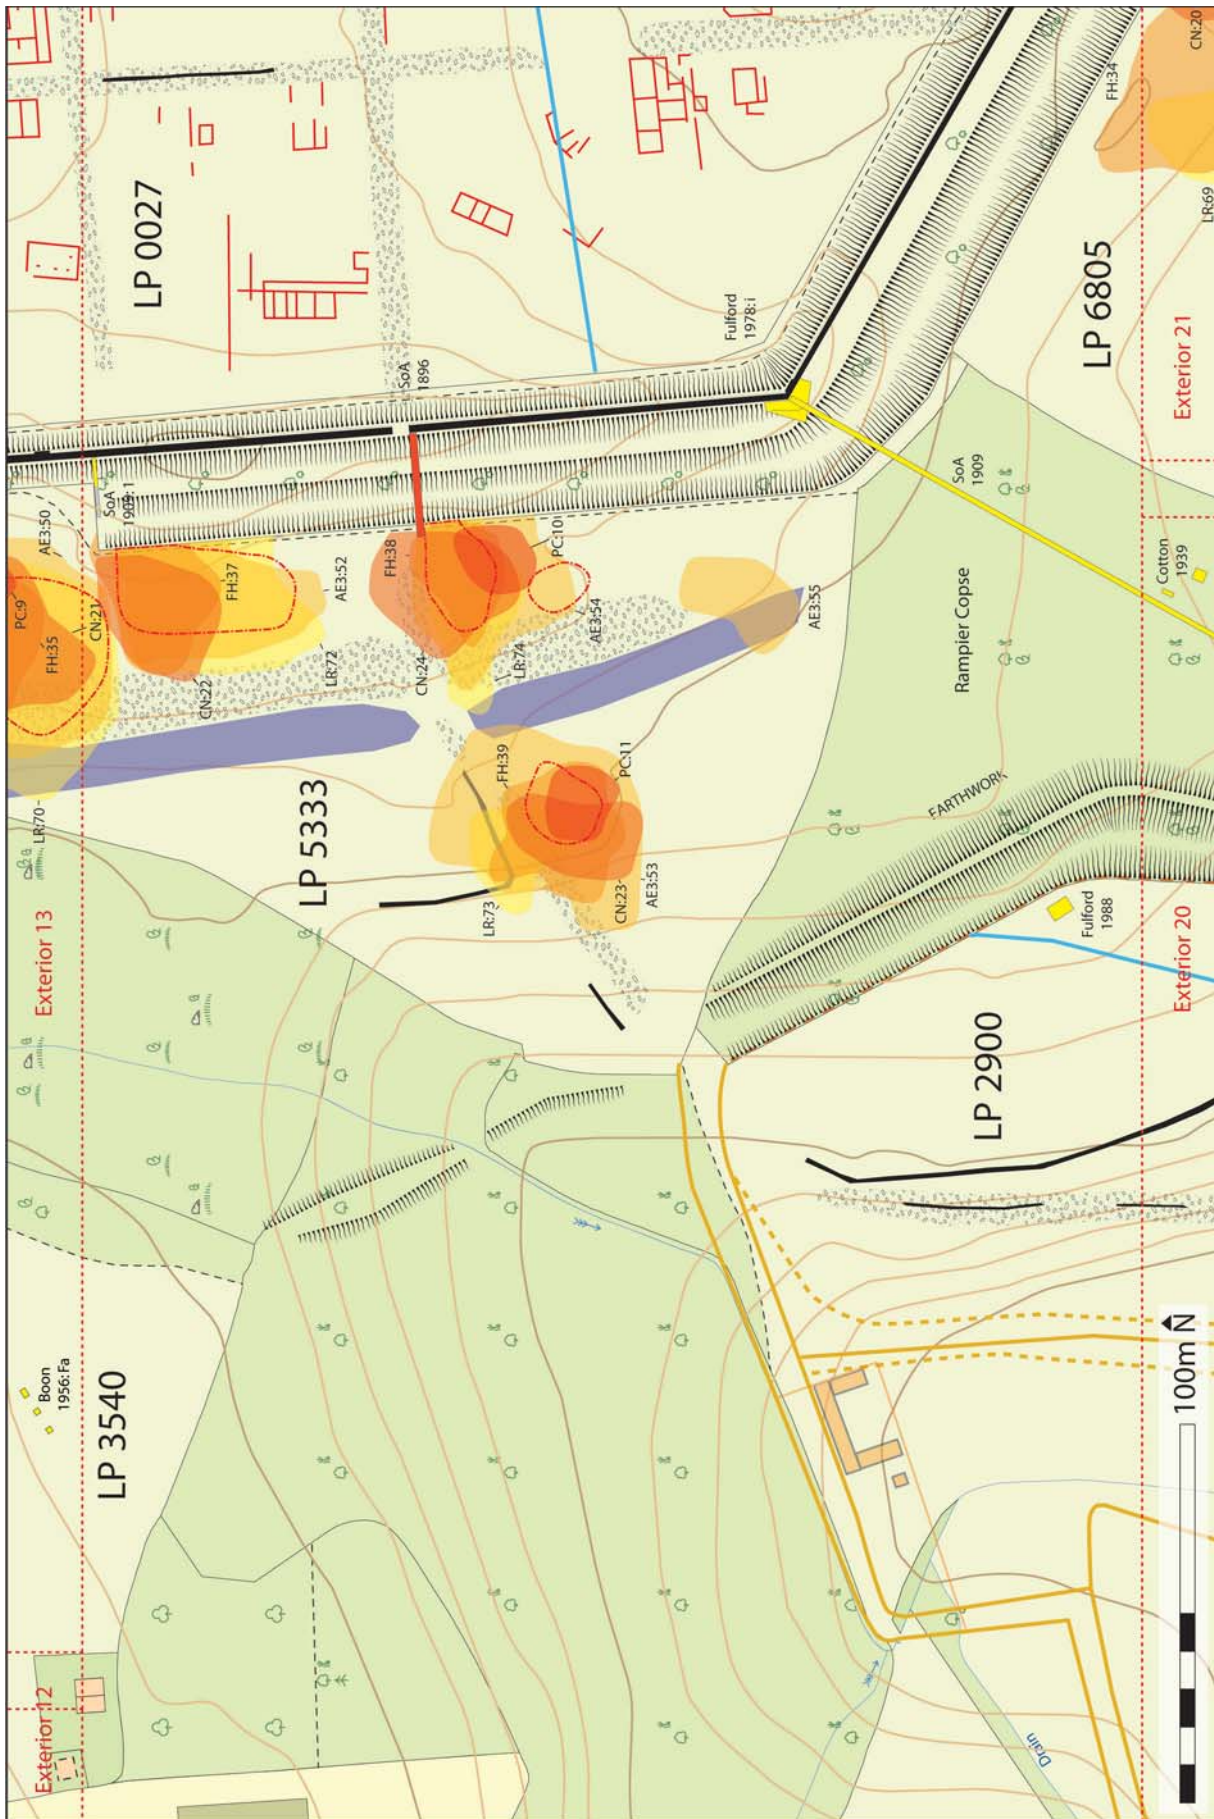 Exterior 12
Exterior 13
Boon
1956:Fa
LP 3540
LP 5333
LP 0027
LR:70
PC:9
FH:35
CN:21
AE3:50
SoA
1909:1
CN:22
FH:37
LR:72
AE3:52
FH:38
CN:24
SoA
1896
LR:74
PC:10
AE3:54
AE3:55
FH:39
PC:11
LR:73
CN:23
AE3:53
Fulford
1978:i
FH:34
CN:20
LR:69
LP 6805
Exterior 21
SoA
1909
Cotton
1939
Rampier Copse
EARTHWORK
Fulford
1988
Exterior 20
LP 2900
Drain
100m N